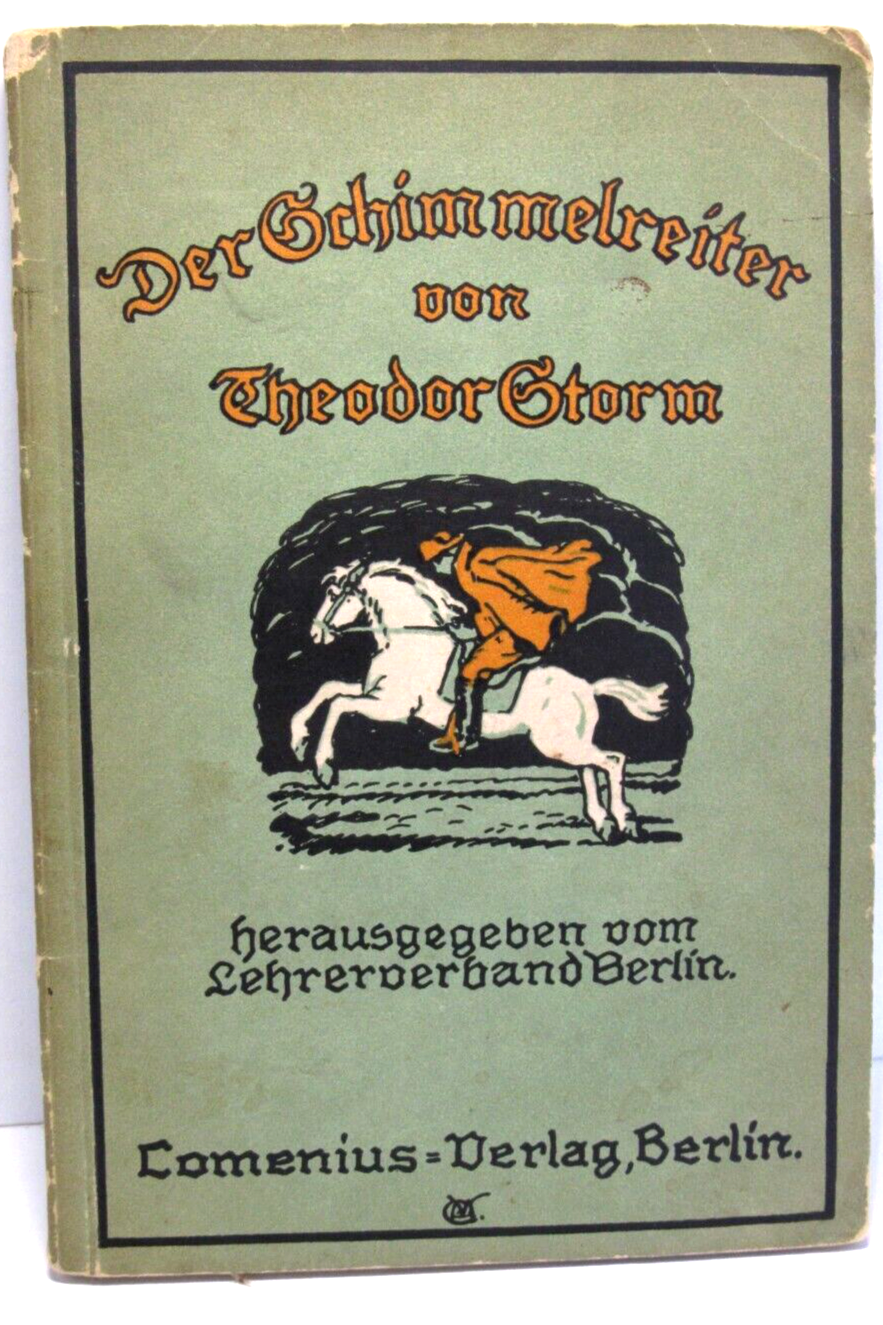 Der Schimmelreiter
von
Theodor Storm
herausgegeben vom
Lehrerverband Berlin.
Comenius=Verlag, Berlin.